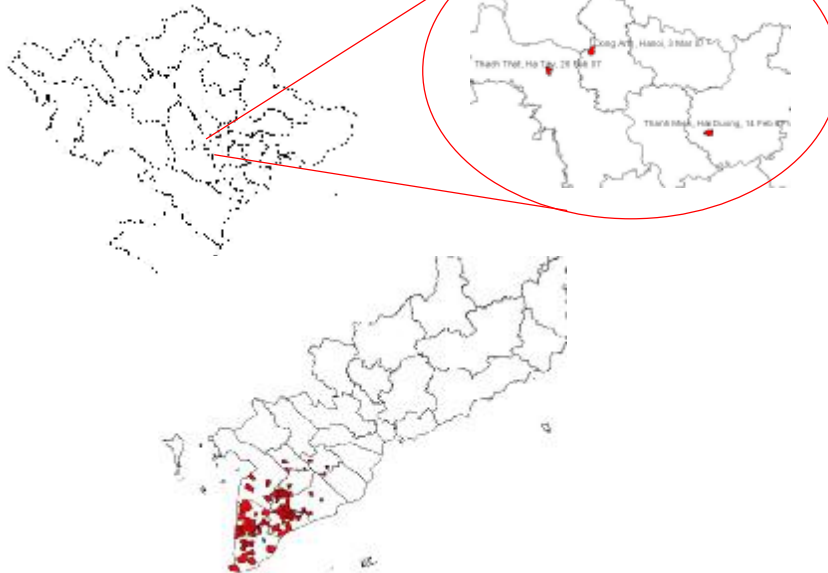 Dong Anh, Hanoi, 3 Mar 07
Thach That, Ha Tay, 26 Feb 07
Thanh Mien, Hai Duong, 14 Feb 07